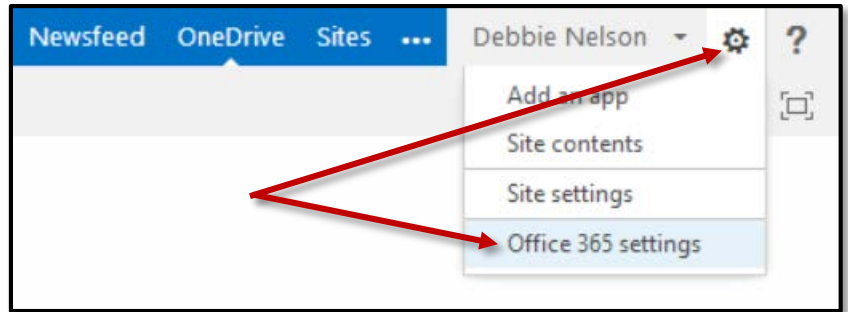 Newsfeed OneDrive Sites ••• Debbie Nelson ?
Add an app
Site contents
Site settings
Office 365 settings